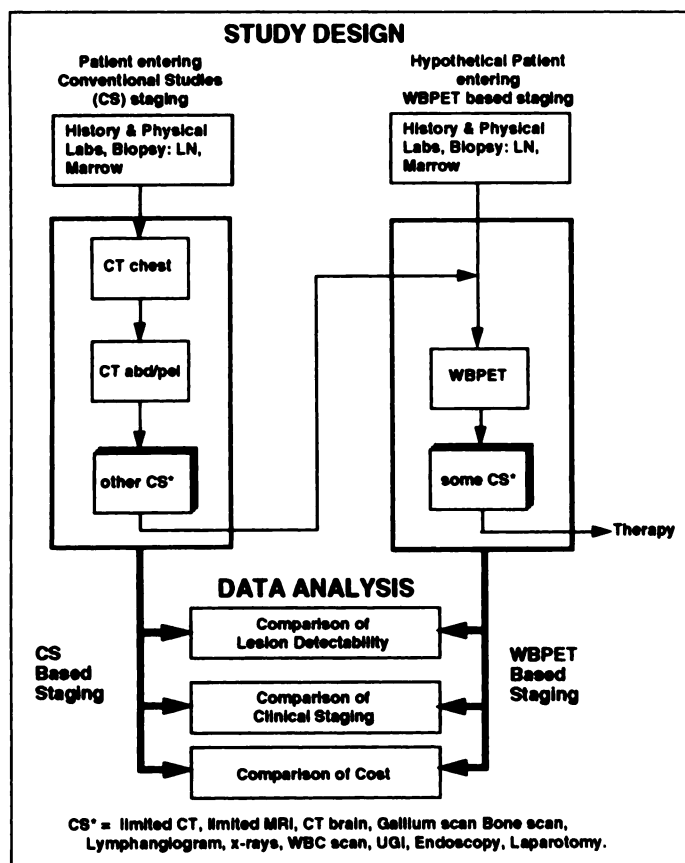 STUDY DESIGN
Patient entering
Conventional Studies
(CS) staging
Hypothetical Patient
entering
WBPET based staging
History & Physical
Labs, Biopsy: LN,
Marrow
History & Physical
Labs, Biopsy: LN,
Marrow
CT chest
CT abd/pel
other CS*
WBPET
some CS*
Therapy
DATA ANALYSIS
CS
Based
Staging
Comparison of
Lesion Detectability
Comparison of
Clinical Staging
Comparison of Cost
WBPET
Based
Staging
CS* = limited CT, limited MRI, CT brain, Gallium scan Bone scan,
Lymphangiogram, x-rays, WBC scan, UGI, Endoscopy, Laparotomy.